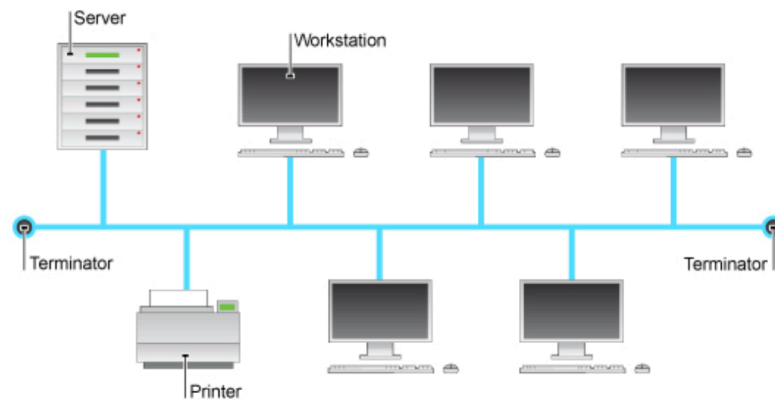 Server
Workstation
Terminator
Terminator
Printer